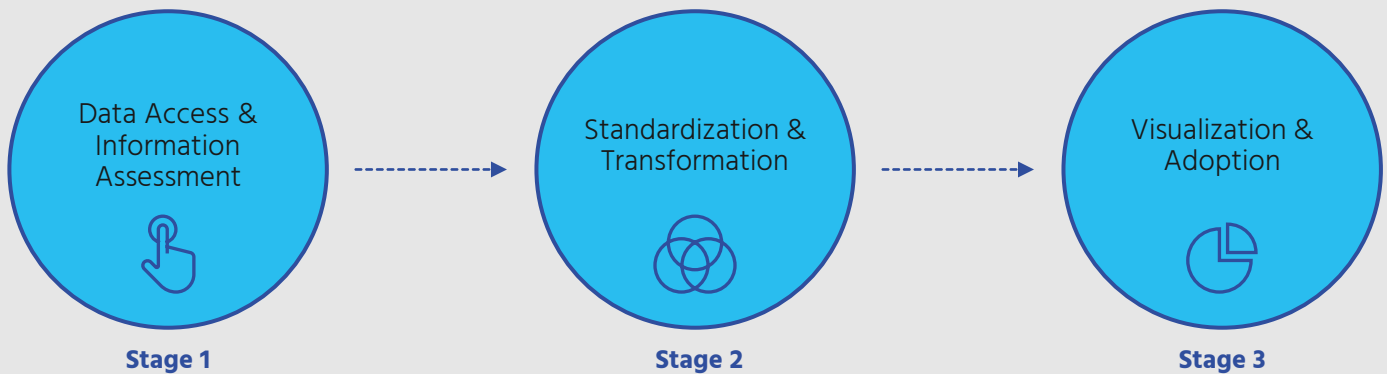 Data Access &
Information
Assessment
Stage 1
Standardization &
Transformation
Stage 2
Visualization &
Adoption
Stage 3